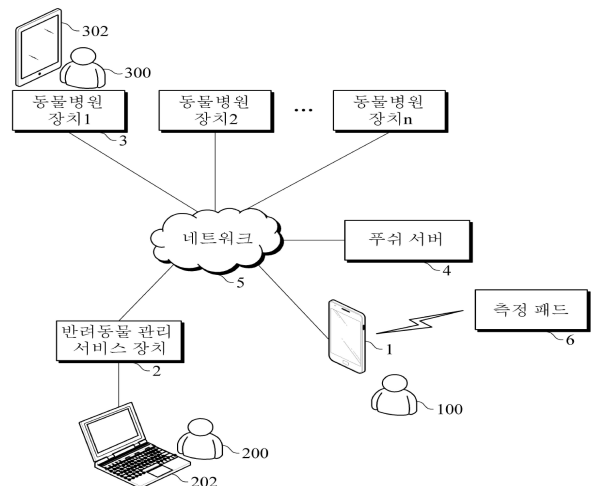 302
300
동물병원
장치1
3
동물병원
장치2
...
동물병원
장치n
네트워크
5
푸쉬 서버
4
반려동물 관리
서비스 장치
2
1
측정 패드
6
100
200
202